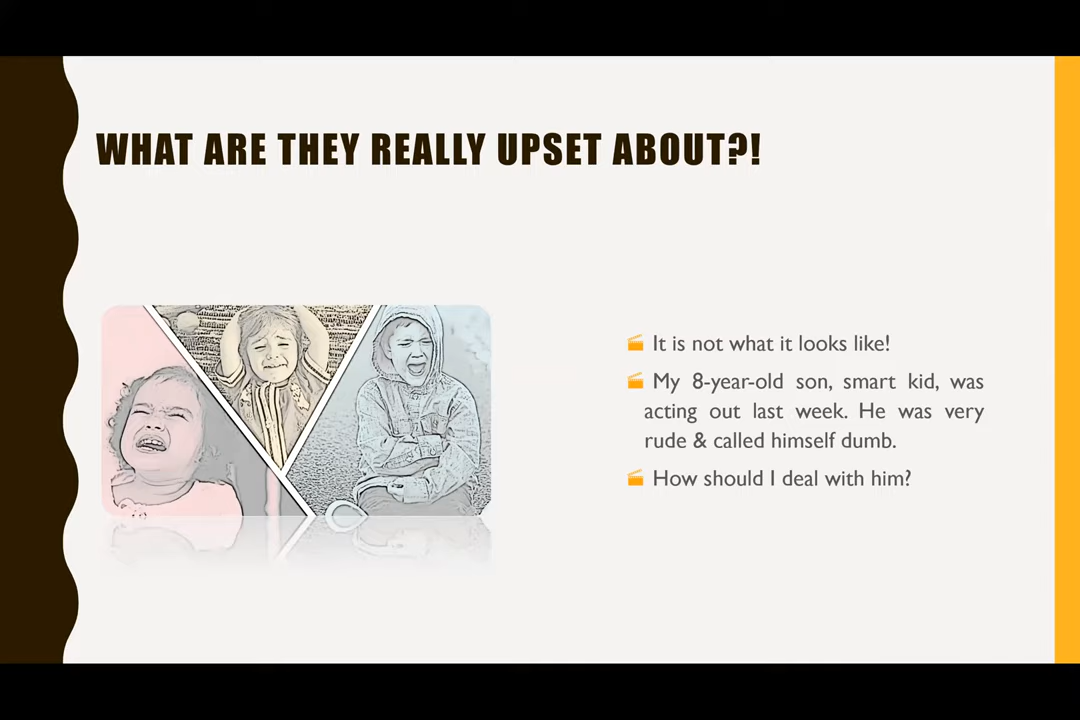 WHAT ARE THEY REALLY UPSET ABOUT?!
It is not what it looks like!
My 8-year-old son, smart kid, was
acting out last week. He was very
rude & called himself dumb.
How should I deal with him?